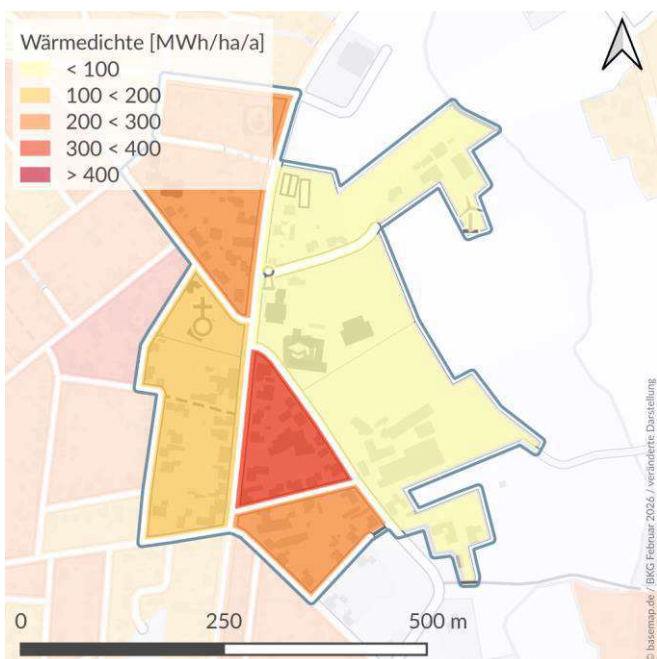 Wärmedichte [MWh/ha/a]
< 100
100 < 200
200 < 300
300 < 400
> 400
0 250 500 m
© basemap.de / BKG Februar 2026 / veränderte Darstellung